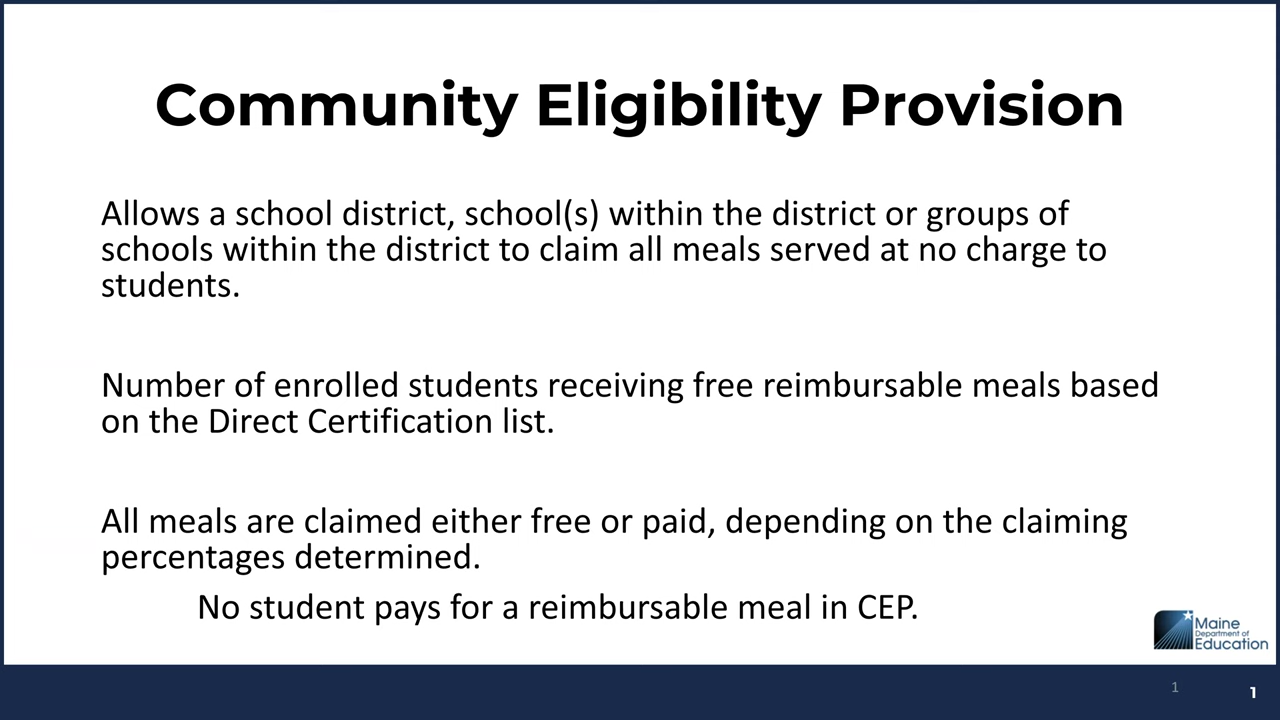 Community Eligibility Provision
Allows a school district, school(s) within the district or groups of
schools within the district to claim all meals served at no charge to
students.
Number of enrolled students receiving free reimbursable meals based
on the Direct Certification list.
All meals are claimed either free or paid, depending on the claiming
percentages determined.
No student pays for a reimbursable meal in CEP.
Maine
Department of
Education
1
1